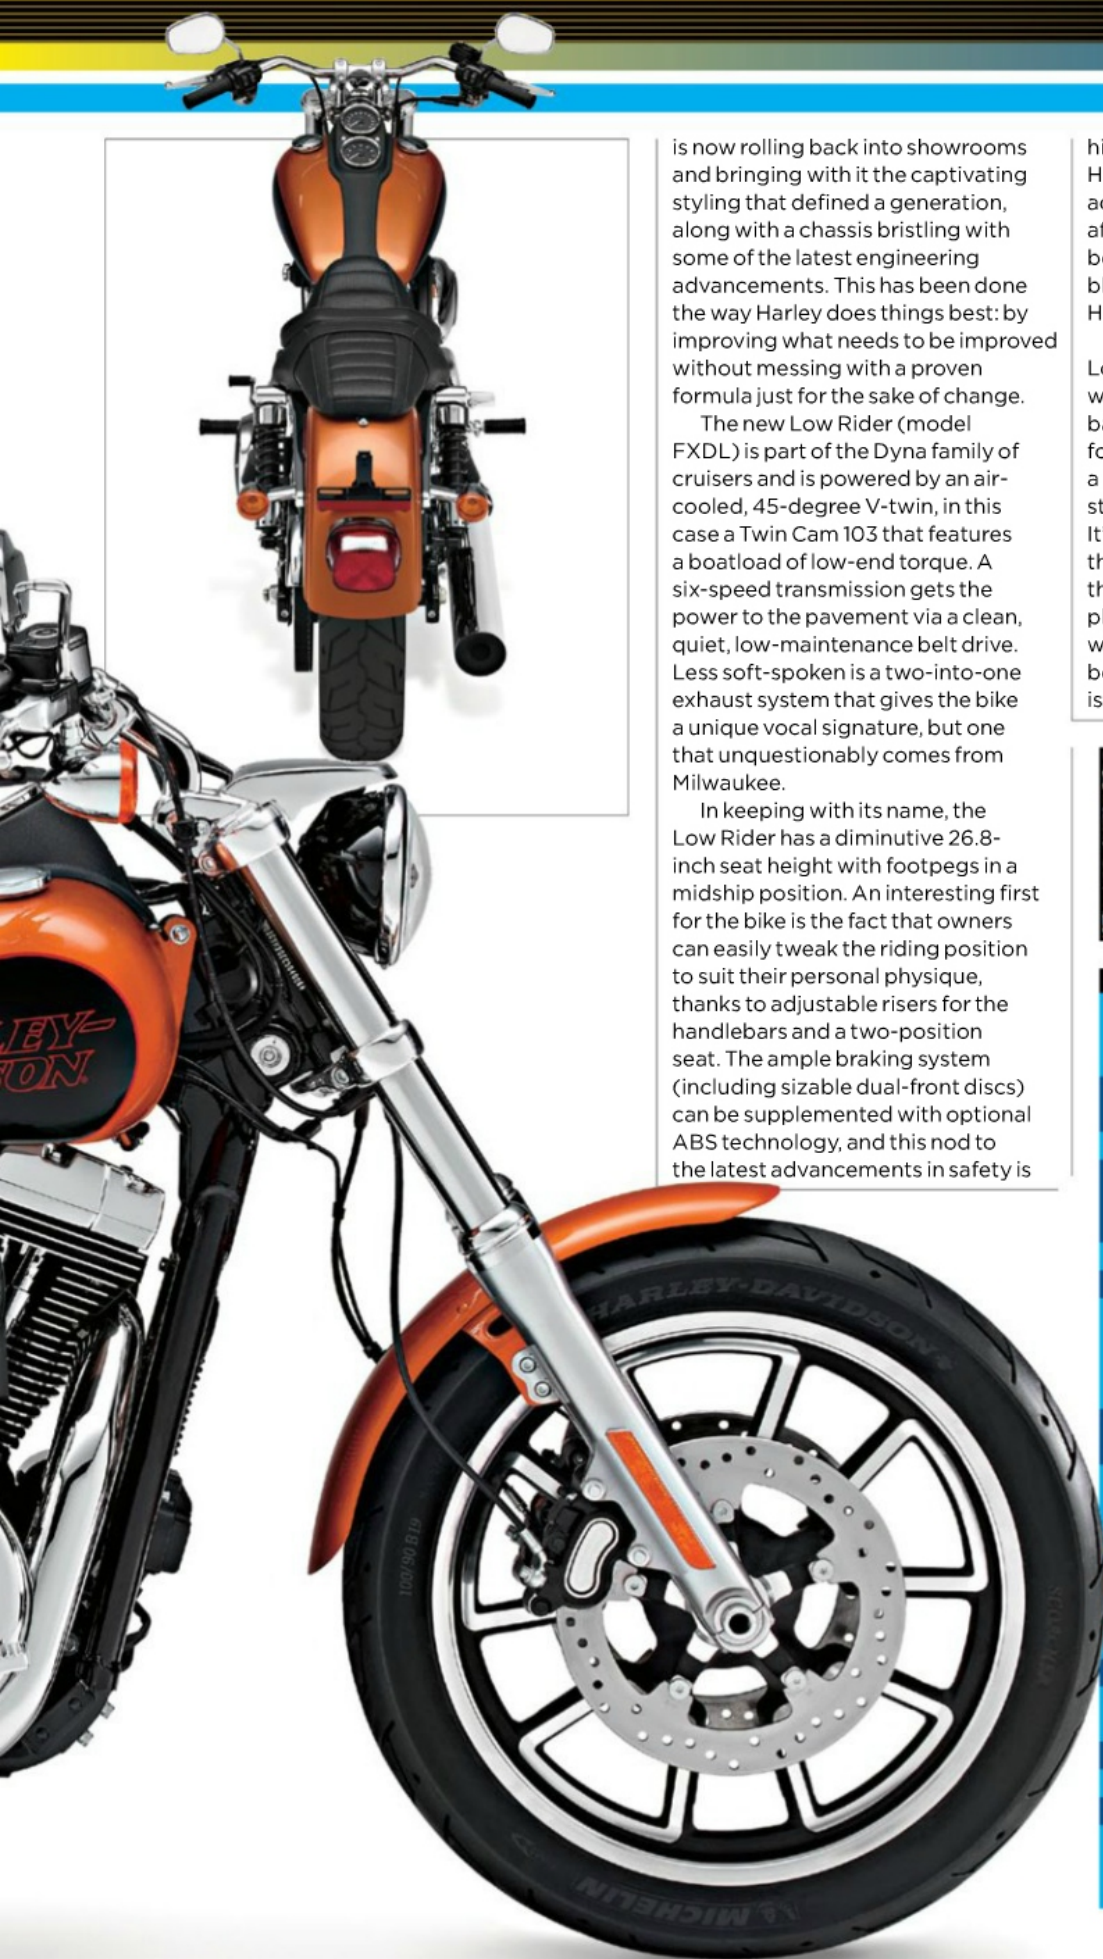 is now rolling back into showrooms
and bringing with it the captivating
styling that defined a generation,
along with a chassis bristling with
some of the latest engineering
advancements. This has been done
the way Harley does things best: by
improving what needs to be improved
without messing with a proven
formula just for the sake of change.
The new Low Rider (model
FXDL) is part of the Dyna family of
cruisers and is powered by an air-
cooled, 45-degree V-twin, in this
case a Twin Cam 103 that features
a boatload of low-end torque. A
six-speed transmission gets the
power to the pavement via a clean,
quiet, low-maintenance belt drive.
Less soft-spoken is a two-into-one
exhaust system that gives the bike
a unique vocal signature, but one
that unquestionably comes from
Milwaukee.
In keeping with its name, the
Low Rider has a diminutive 26.8-
inch seat height with footpegs in a
midship position. An interesting first
for the bike is the fact that owners
can easily tweak the riding position
to suit their personal physique,
thanks to adjustable risers for the
handlebars and a two-position
seat. The ample braking system
(including sizable dual-front discs)
can be supplemented with optional
ABS technology, and this nod to
the latest advancements in safety is
LEY-
SON
HARLEY-DAVIDSON
100/90 B19
MICHELIN